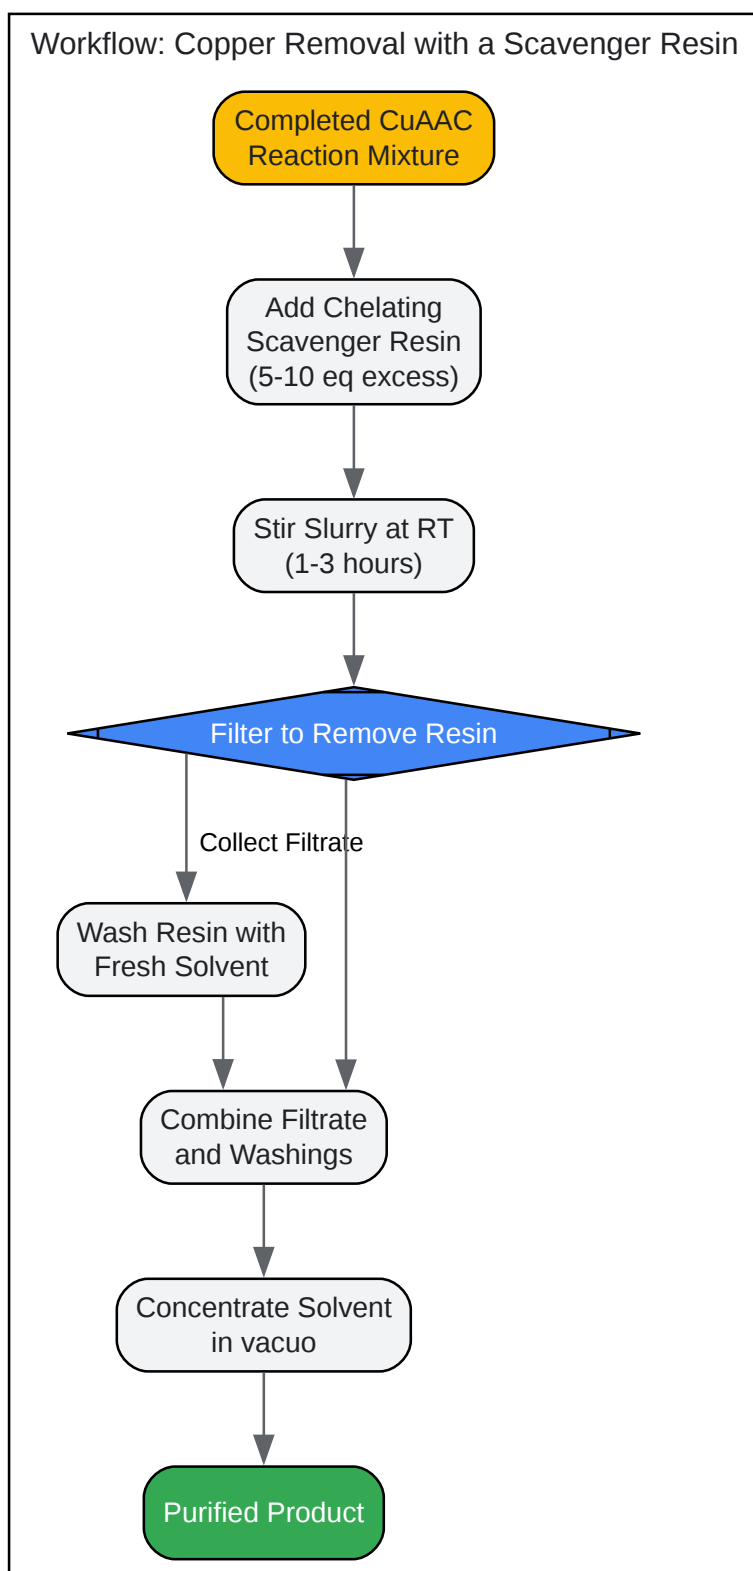 Workflow: Copper Removal with a Scavenger Resin
Completed CuAAC
Reaction Mixture
Add Chelating
Scavenger Resin
(5-10 eq excess)
Stir Slurry at RT
(1-3 hours)
Filter to Remove Resin
Collect Filtrate
Wash Resin with
Fresh Solvent
Combine Filtrate
and Washings
Concentrate Solvent
in vacuo
Purified Product